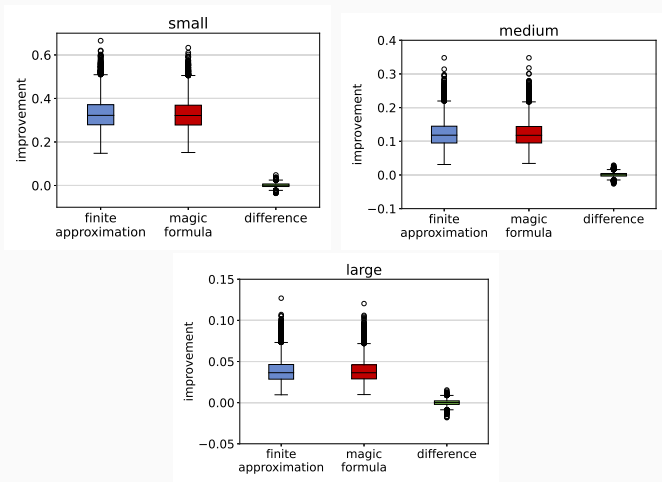 small
improvement
0.6
0.4
0.2
0.0
finite
approximation
magic
formula
difference
medium
improvement
0.4
0.3
0.2
0.1
0.0
−0.1
finite
approximation
magic
formula
difference
large
improvement
0.15
0.10
0.05
0.00
−0.05
finite
approximation
magic
formula
difference